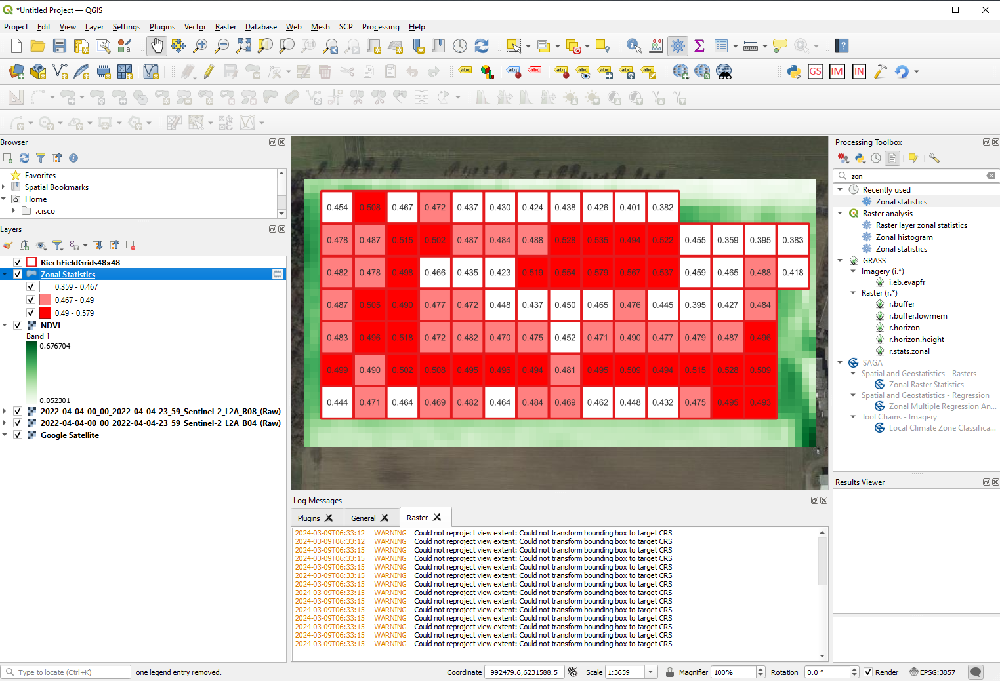 *Untitled Project — QGIS
Project Edit View Layer Settings Plugins Vector Raster Database Web Mesh SCP Processing Help
GS IM IN
Browser
Favorites
Spatial Bookmarks
Home
.cisco
Layers
RiechFieldGrids48x48
Zonal Statistics
0.359 - 0.467
0.467 - 0.49
0.49 - 0.579
NDVI
Band 1
0.676704
0.052301
2022-04-04-00_00_2022-04-04-23_59_Sentinel-2_L2A_B08_(Raw)
2022-04-04-00_00_2022-04-04-23_59_Sentinel-2_L2A_B04_(Raw)
Google Satellite
0.454 0.508 0.467 0.472 0.437 0.430 0.424 0.438 0.426 0.401 0.382
0.478 0.487 0.515 0.502 0.487 0.484 0.488 0.528 0.535 0.494 0.522 0.455 0.359 0.395 0.383
0.482 0.478 0.498 0.466 0.435 0.423 0.519 0.554 0.579 0.567 0.537 0.459 0.465 0.488 0.418
0.487 0.505 0.490 0.477 0.472 0.448 0.437 0.450 0.465 0.476 0.445 0.395 0.427 0.484
0.483 0.496 0.518 0.472 0.482 0.470 0.475 0.452 0.471 0.490 0.477 0.479 0.487 0.496
0.499 0.490 0.502 0.508 0.495 0.496 0.494 0.481 0.495 0.509 0.494 0.515 0.528 0.509
0.444 0.471 0.464 0.469 0.482 0.464 0.484 0.469 0.462 0.448 0.432 0.475 0.495 0.493
Log Messages
Plugins General Raster
2024-03-09T06:33:12 WARNING Could not reproject view extent: Could not transform bounding box to target CRS
2024-03-09T06:33:12 WARNING Could not reproject view extent: Could not transform bounding box to target CRS
2024-03-09T06:33:15 WARNING Could not reproject view extent: Could not transform bounding box to target CRS
2024-03-09T06:33:15 WARNING Could not reproject view extent: Could not transform bounding box to target CRS
2024-03-09T06:33:15 WARNING Could not reproject view extent: Could not transform bounding box to target CRS
2024-03-09T06:33:15 WARNING Could not reproject view extent: Could not transform bounding box to target CRS
2024-03-09T06:33:15 WARNING Could not reproject view extent: Could not transform bounding box to target CRS
2024-03-09T06:33:15 WARNING Could not reproject view extent: Could not transform bounding box to target CRS
2024-03-09T06:33:15 WARNING Could not reproject view extent: Could not transform bounding box to target CRS
2024-03-09T06:33:15 WARNING Could not reproject view extent: Could not transform bounding box to target CRS
2024-03-09T06:33:15 WARNING Could not reproject view extent: Could not transform bounding box to target CRS
2024-03-09T06:33:15 WARNING Could not reproject view extent: Could not transform bounding box to target CRS
2024-03-09T06:33:15 WARNING Could not reproject view extent: Could not transform bounding box to target CRS
2024-03-09T06:33:15 WARNING Could not reproject view extent: Could not transform bounding box to target CRS
Processing Toolbox
zon
Recently used
Zonal statistics
Raster analysis
Raster layer zonal statistics
Zonal histogram
Zonal statistics
GRASS
Imagery (i.*)
i.eb.evapfr
Raster (r.*)
r.buffer
r.buffer.lowmem
r.horizon
r.horizon.height
r.stats.zonal
SAGA
Spatial and Geostatistics - Rasters
Zonal Raster Statistics
Spatial and Geostatistics - Regression
Zonal Multiple Regression An...
Tool Chains - Imagery
Local Climate Zone Classifica...
Results Viewer
Type to locate (Ctrl+K) one legend entry removed. Coordinate 992479.6,6231588.5 Scale 1:3659 Magnifier 100% Rotation 0.0 ° Render EPSG:3857